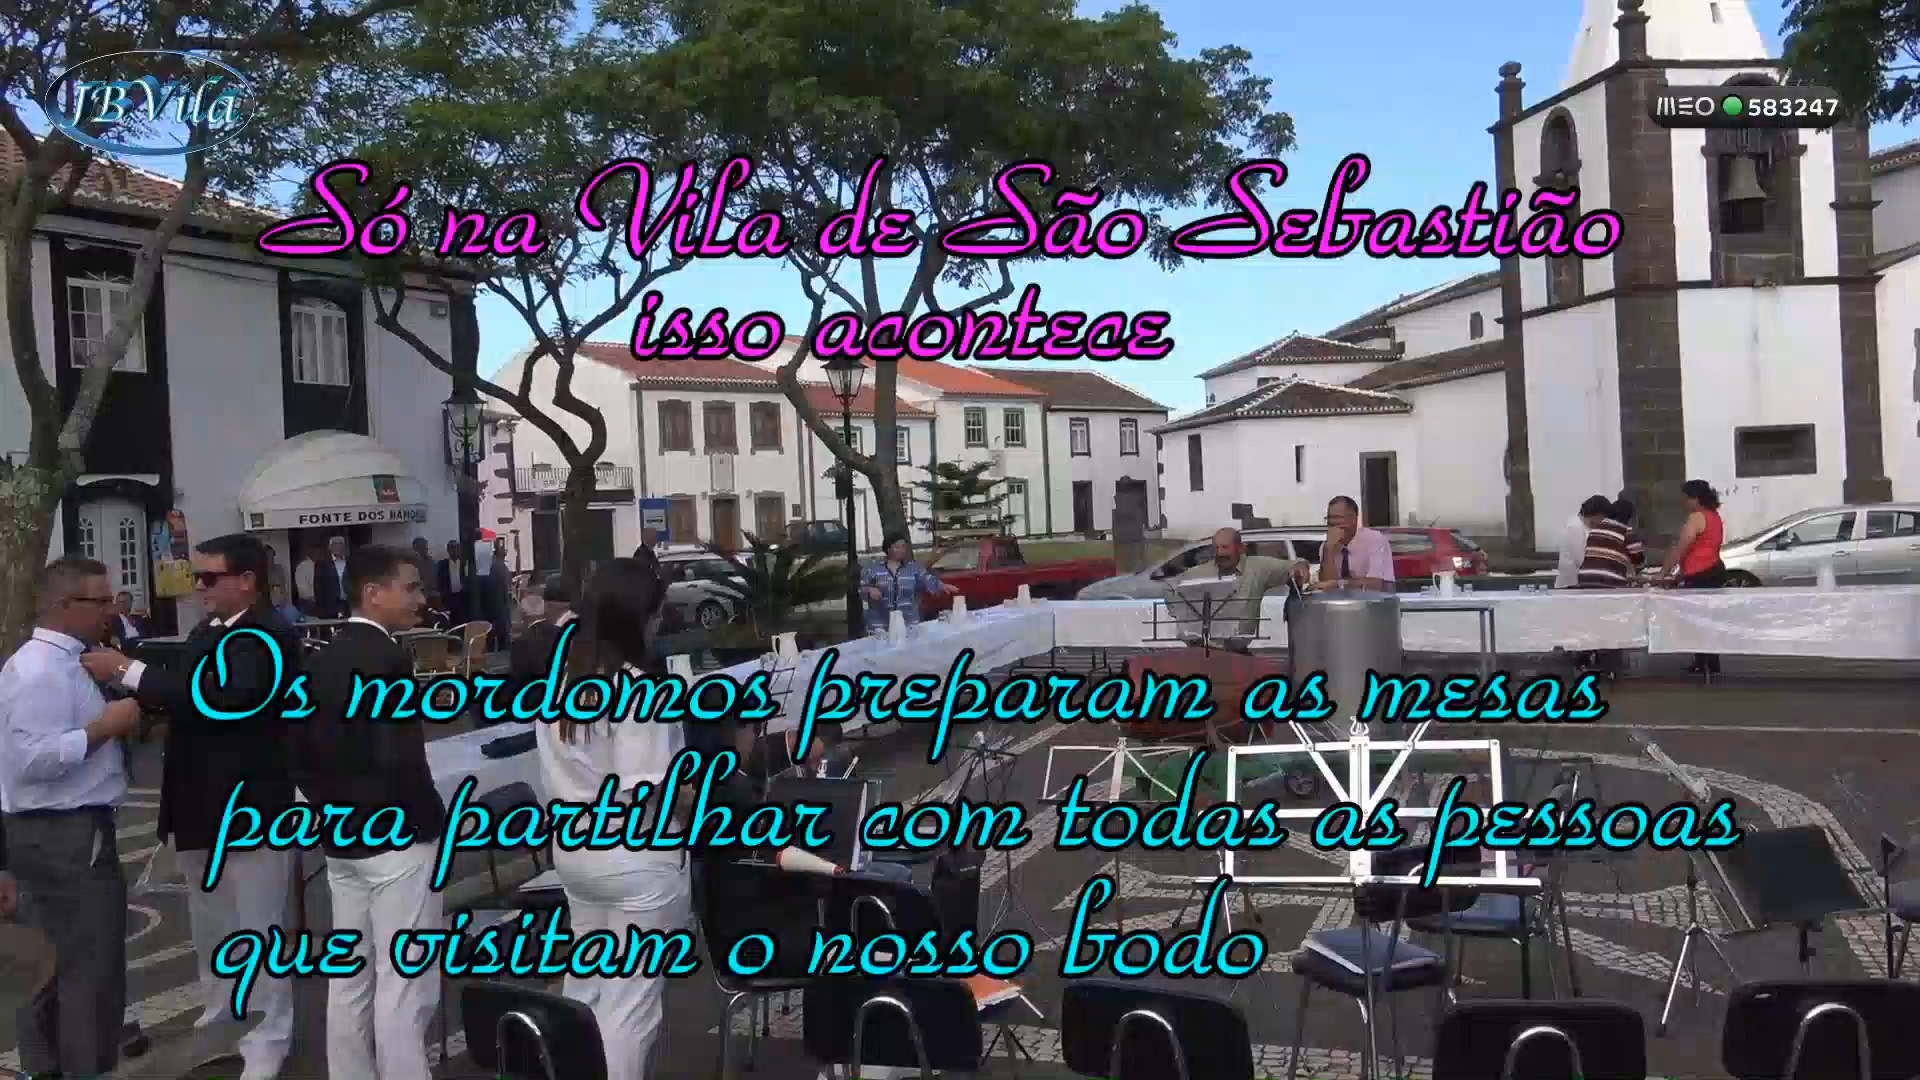 JB Vila
MEO 583247
Só na Vila de São Sebastião
isso acontece
FONTE DOS
Os mordomos preparam as mesas
para partilhar com todas as pessoas
que visitam o nosso bodo